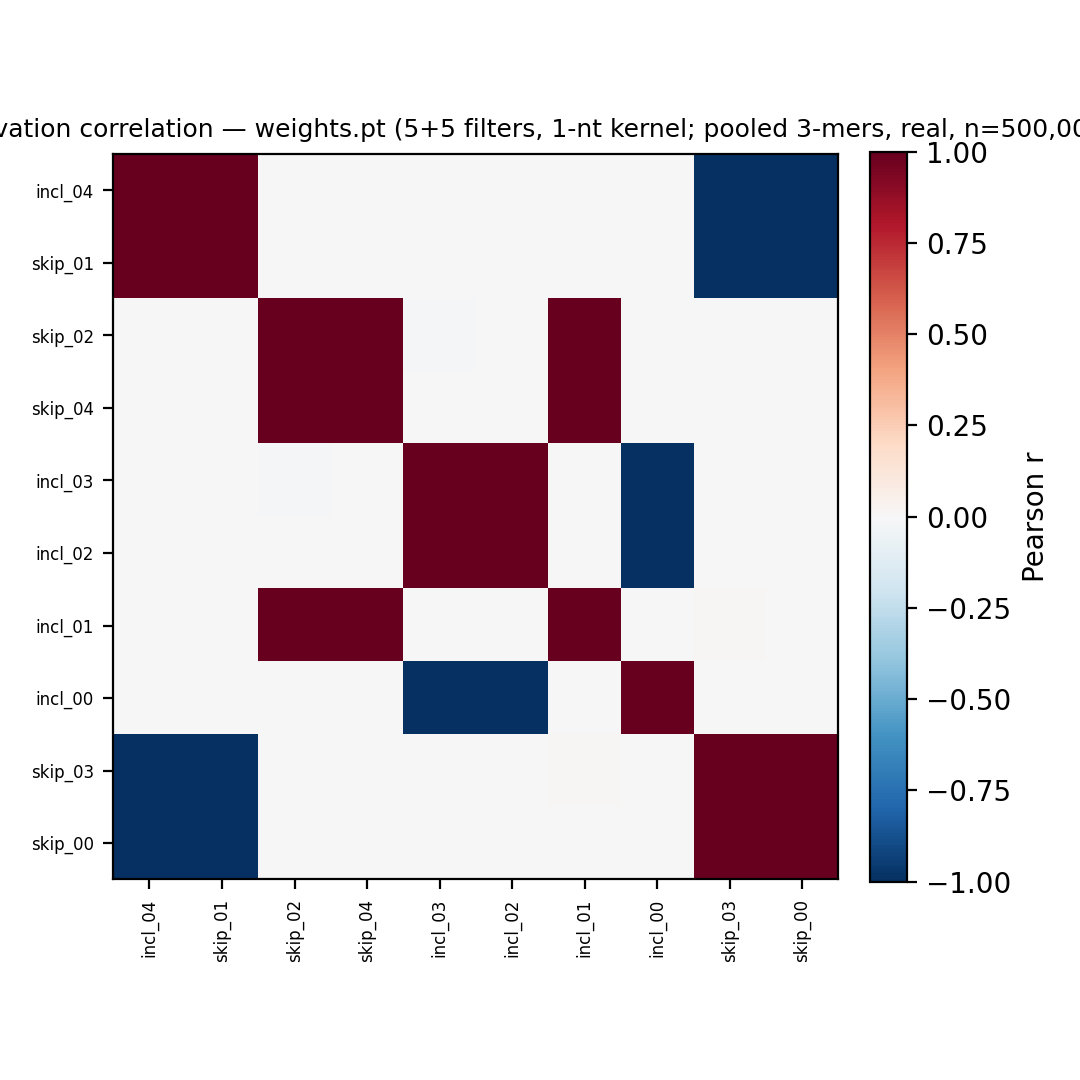 vation correlation — weights.pt (5+5 filters, 1-nt kernel; pooled 3-mers, real, n=500,00
incl_04
skip_01
skip_02
skip_04
incl_03
incl_02
incl_01
incl_00
skip_03
skip_00
incl_04
skip_01
skip_02
skip_04
incl_03
incl_02
incl_01
incl_00
skip_03
skip_00
1.00
0.75
0.50
0.25
0.00
−0.25
−0.50
−0.75
−1.00
Pearson r